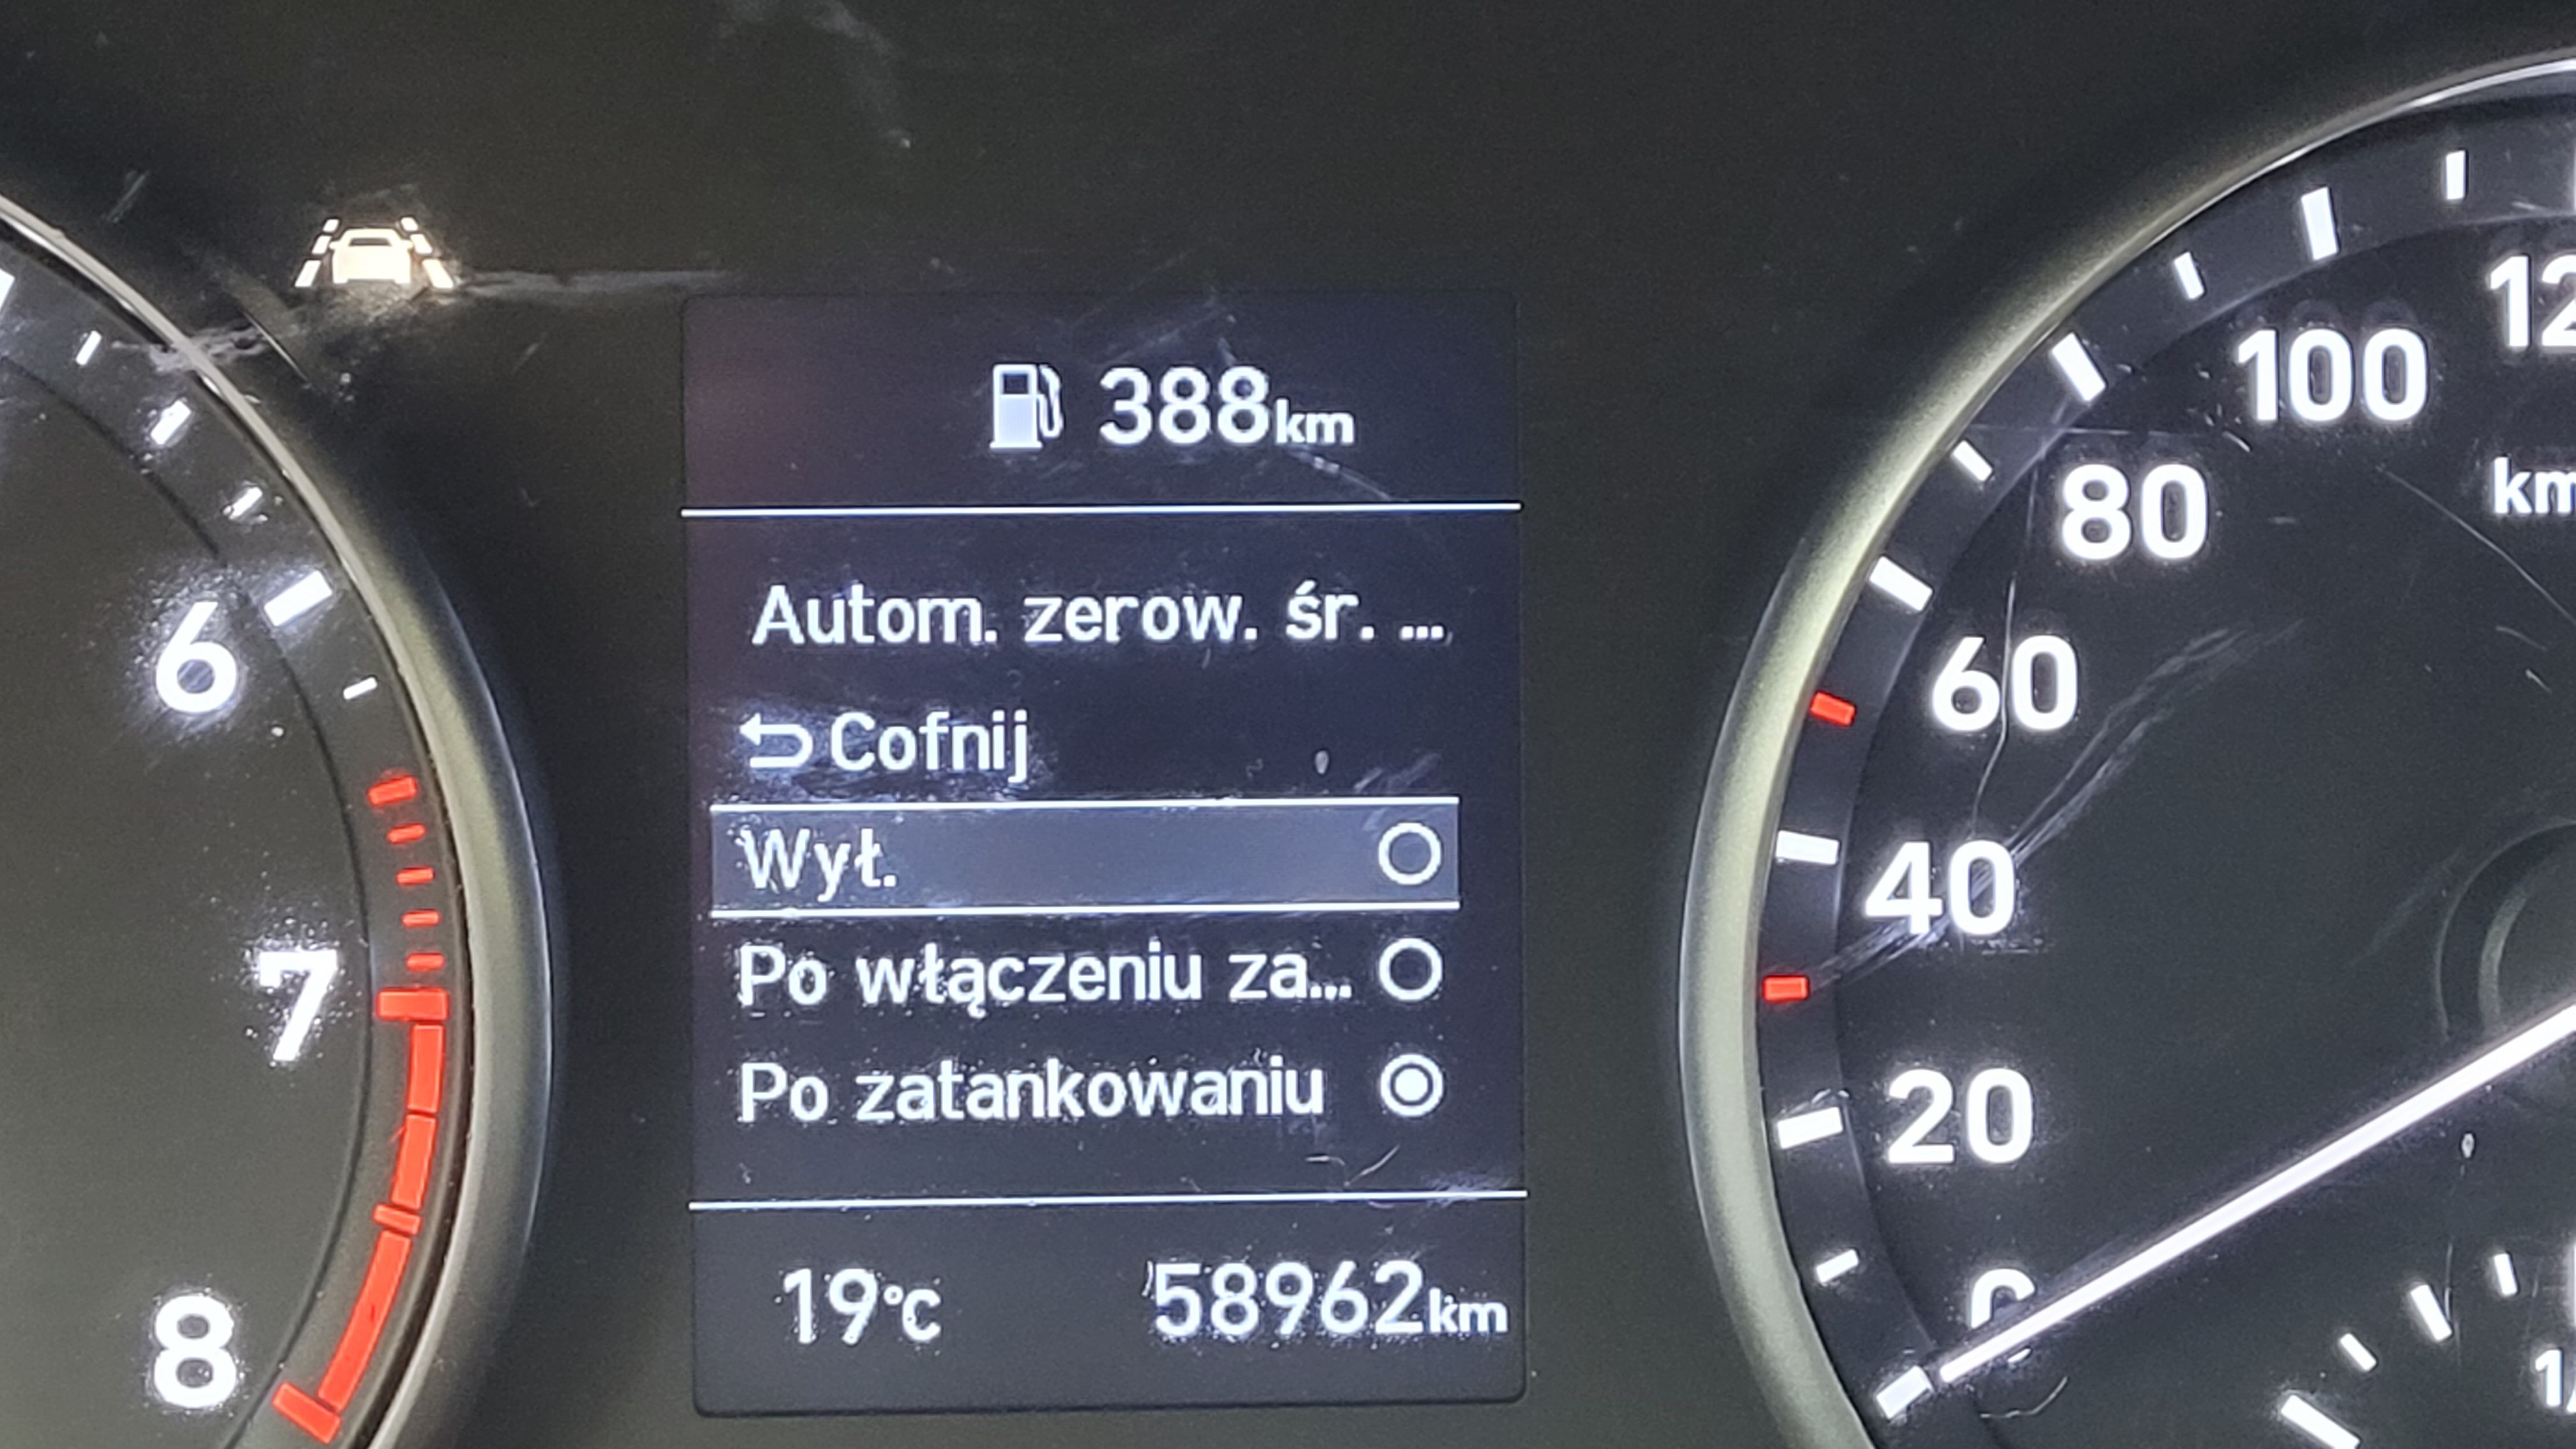 388km
Autom. zerow. śr. ...
Cofnij
Wył.
Po włączeniu za...
Po zatankowaniu
19°C 58962km
6
7
8
100
80
60
40
20
0